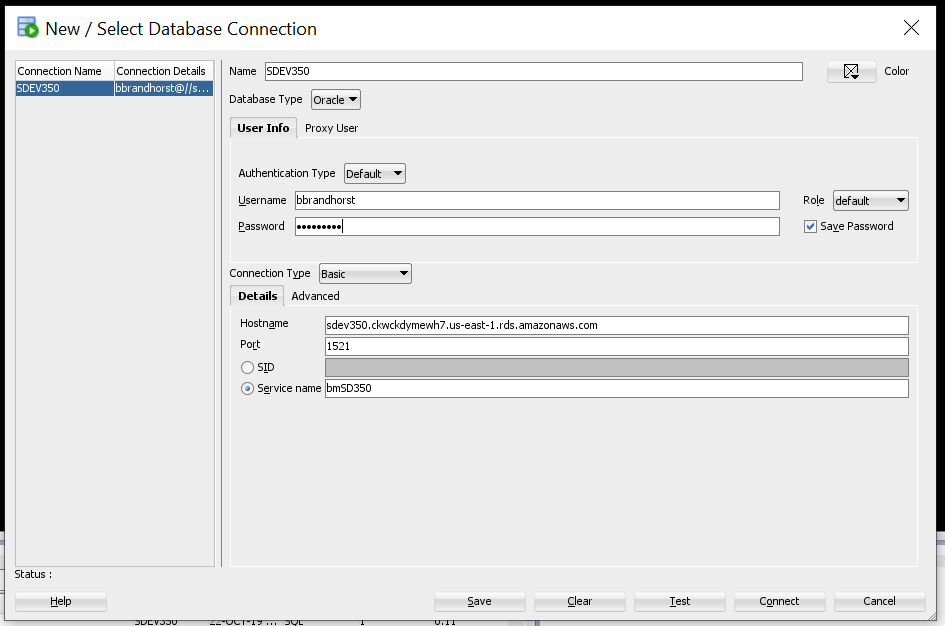 New / Select Database Connection
Connection Name Connection Details
SDEV350 bbrandhorst@//s...
Name SDEV350 Color
Database Type Oracle
User Info Proxy User
Authentication Type Default
Username bbrandhorst Role default
Password ••••••••• Save Password
Connection Type Basic
Details Advanced
Hostname sdev350.ckwckdymewh7.us-east-1.rds.amazonaws.com
Port 1521
SID
Service name bmSD350
Status :
Help Save Clear Test Connect Cancel
SDEV350 22-OCT-19 ... SQL 1 0.11